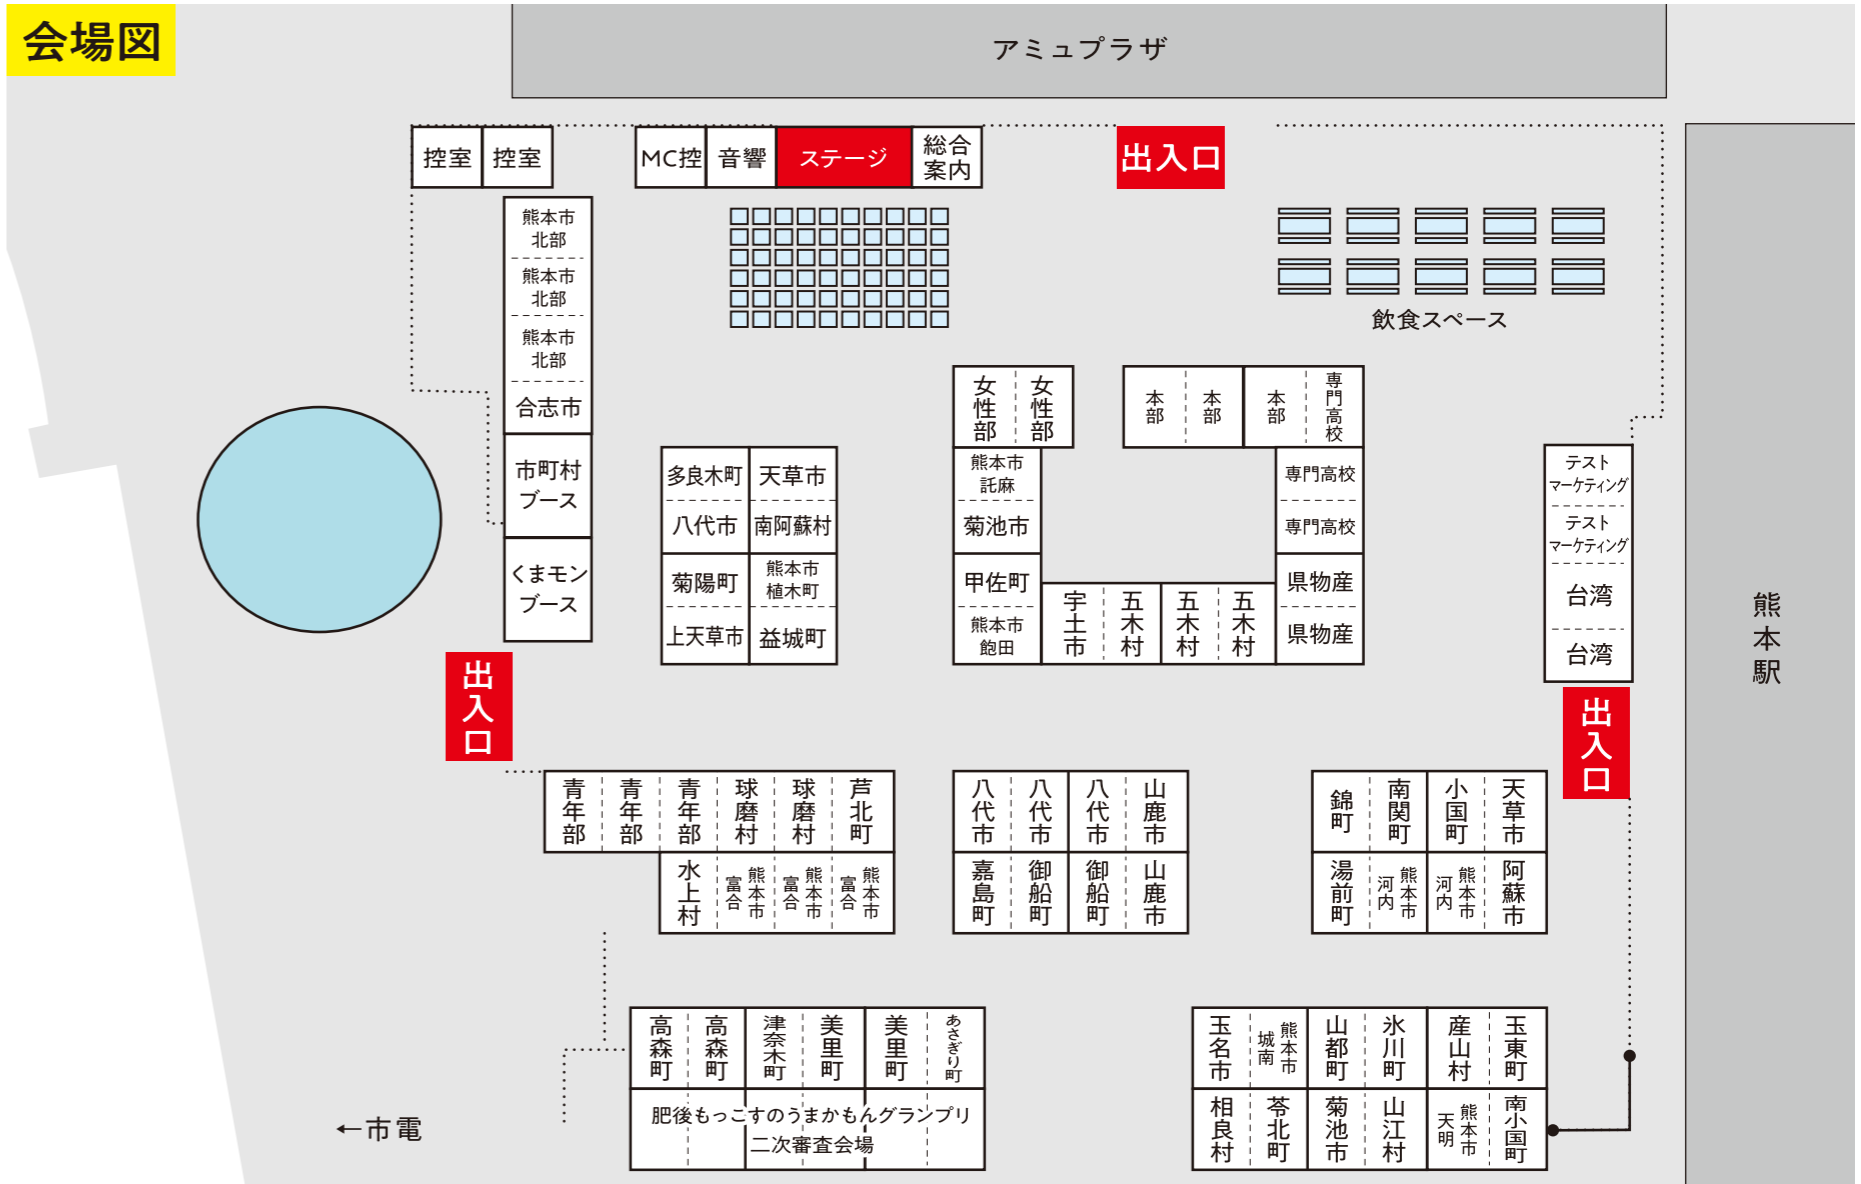 会場図
アミュプラザ
控室
控室
MC控
音響
ステージ
総合
案内
出入口
熊本市
北部
熊本市
北部
熊本市
北部
合志市
市町村
ブース
くまモン
ブース
飲食スペース
女性部
女性部
本部
本部
本部
専門高校
多良木町
天草市
八代市
南阿蘇村
菊陽町
熊本市
植木町
上天草市
益城町
熊本市
託麻
菊池市
甲佐町
熊本市
飽田
宇土市
五木村
五木村
五木村
専門高校
専門高校
県物産
県物産
テスト
マーケティング
テスト
マーケティング
台湾
台湾
熊本駅
出入口
出入口
青年部
青年部
青年部
球磨村
球磨村
芦北町
水上村
熊本市
富合
熊本市
富合
熊本市
富合
八代市
八代市
八代市
山鹿市
嘉島町
御船町
御船町
山鹿市
錦町
南関町
小国町
天草市
湯前町
熊本市
河内
熊本市
河内
阿蘇市
高森町
高森町
津奈木町
美里町
美里町
あさぎり町
肥後もっこすのうまかもんグランプリ
二次審査会場
玉名市
熊本市
城南
山都町
氷川町
産山村
玉東町
相良村
苓北町
菊池市
山江村
熊本市
天明
南小国町
←市電